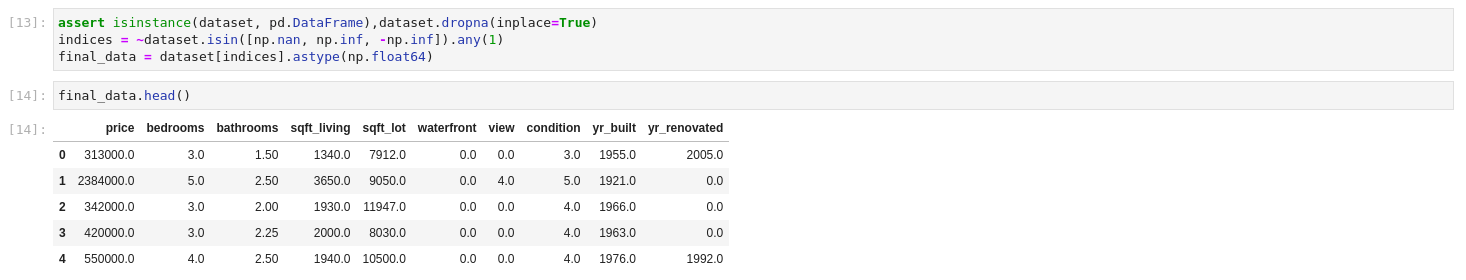 [13]: assert isinstance(dataset, pd.DataFrame),dataset.dropna(inplace=True)
indices = ~dataset.isin([np.nan, np.inf, -np.inf]).any(1)
final_data = dataset[indices].astype(np.float64)
[14]: final_data.head()
[14]: price bedrooms bathrooms sqft_living sqft_lot waterfront view condition yr_built yr_renovated
0 313000.0 3.0 1.50 1340.0 7912.0 0.0 0.0 3.0 1955.0 2005.0
1 2384000.0 5.0 2.50 3650.0 9050.0 0.0 4.0 5.0 1921.0 0.0
2 342000.0 3.0 2.00 1930.0 11947.0 0.0 0.0 4.0 1966.0 0.0
3 420000.0 3.0 2.25 2000.0 8030.0 0.0 0.0 4.0 1963.0 0.0
4 550000.0 4.0 2.50 1940.0 10500.0 0.0 0.0 4.0 1976.0 1992.0